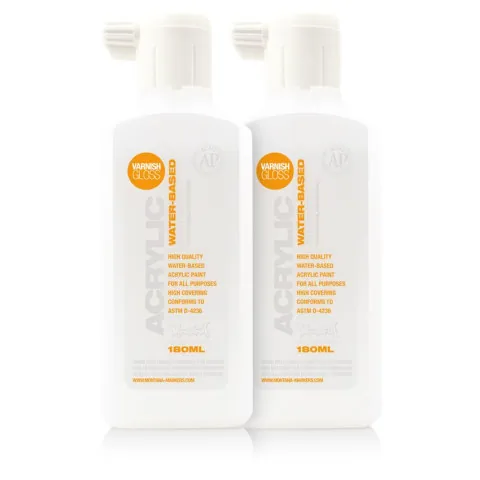 VARNISH
GLOSS
AP
ACRYLIC
WATER-BASED
HIGH QUALITY
WATER-BASED
ACRYLIC PAINT
FOR ALL PURPOSES
HIGH COVERING
CONFORMS TO
ASTM D-4236
180ML
WWW.MONTANA-MARKERS.COM
VARNISH
GLOSS
AP
ACRYLIC
WATER-BASED
HIGH QUALITY
WATER-BASED
ACRYLIC PAINT
FOR ALL PURPOSES
HIGH COVERING
CONFORMS TO
ASTM D-4236
180ML
WWW.MONTANA-MARKERS.COM